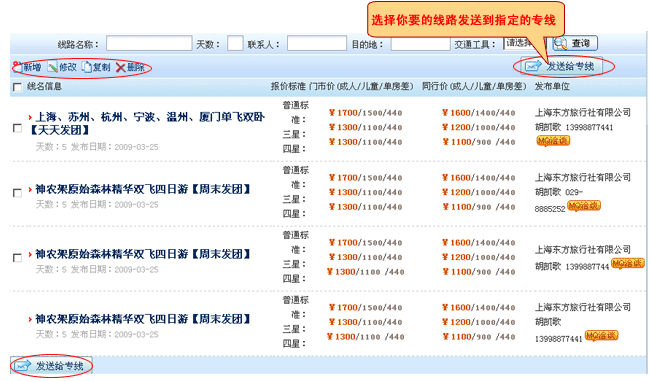 选择你要的线路发送到指定的专线
线路名称： 天数： 联系人： 目的地： 交通工具： 请选择 查询
新增 修改 复制 删除 发送给专线
线名信息 报价标准 门市价(成人/儿童/单房差) 同行价(成人/儿童/单房差) 发布单位
上海、苏州、杭州、宁波、温州、厦门单飞双卧【天天发团】
天数：5 发布日期：2009-03-25
普通标准： ￥1700/1500/440 ￥1600/1400/440
三星： ￥1300/1100/440 ￥1200/1000/440
四星： ￥1300/1100/440 ￥1100/900 /440
上海东方旅行社有限公司
胡凯歌 13998877441
MQ洽谈
神农架原始森林精华双飞四日游【周末发团】
天数：5 发布日期：2009-03-25
普通标准： ￥1700/1500/440 ￥1600/1400/440
三星： ￥1300/1100/440 ￥1200/1000/440
四星： ￥1300/1100/440 ￥1100/900 /440
上海东方旅行社有限公司
胡凯歌 029-
8885252 MQ洽谈
神农架原始森林精华双飞四日游【周末发团】
天数：5 发布日期：2009-03-25
普通标准： ￥1700/1500/440 ￥1600/1400/440
三星： ￥1300/1100/440 ￥1200/1000/440
四星： ￥1300/1100 /440 ￥1100/900 /440
上海东方旅行社有限公司
胡凯歌 1399887744 MQ洽谈
神农架原始森林精华双飞四日游【周末发团】
天数：5 发布日期：2009-03-25
普通标准： ￥1700/1500/440 ￥1600/1400/440
三星： ￥1300/1100/440 ￥1200/1000/440
四星： ￥1300/1100/440 ￥1100/900 /440
上海东方旅行社有限公司
胡凯歌
13998877441 MQ洽谈
发送给专线